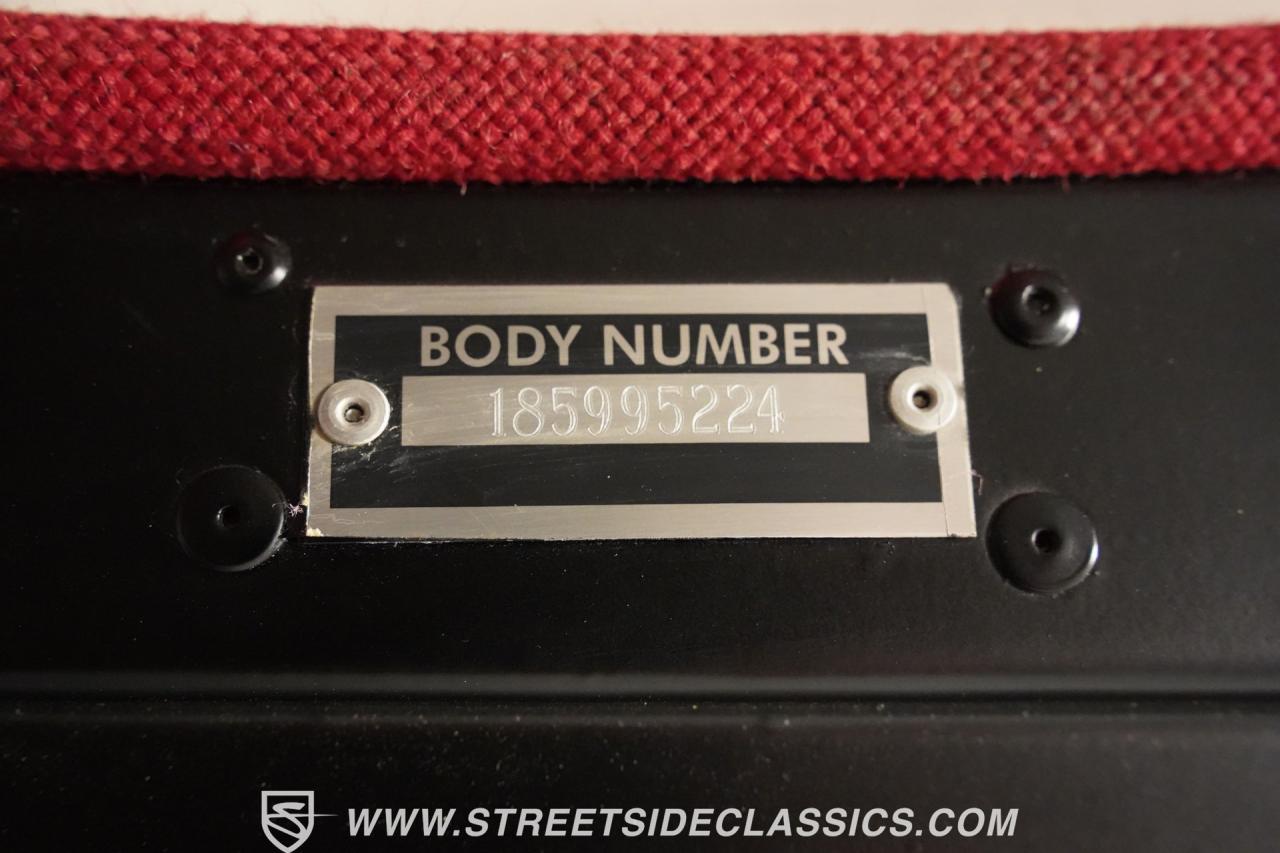 BODY NUMBER
185995224
WWW.STREETSIDECLASSICS.COM